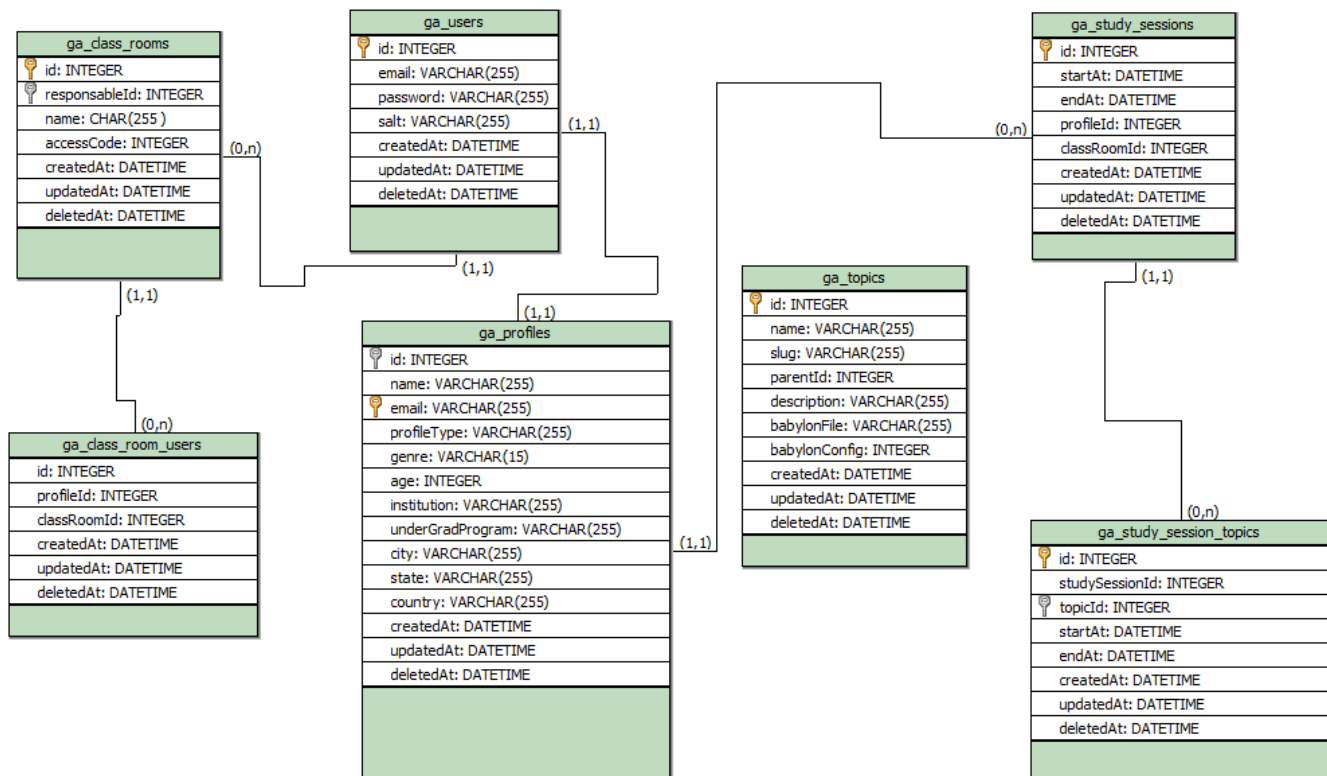 ga_class_rooms
id: INTEGER
responsableId: INTEGER
name: CHAR(255 )
accessCode: INTEGER
createdAt: DATETIME
updatedAt: DATETIME
deletedAt: DATETIME
(0,n)
(1,1)
ga_users
id: INTEGER
email: VARCHAR(255)
password: VARCHAR(255)
salt: VARCHAR(255)
createdAt: DATETIME
updatedAt: DATETIME
deletedAt: DATETIME
(1,1)
(1,1)
ga_study_sessions
id: INTEGER
startAt: DATETIME
endAt: DATETIME
profileId: INTEGER
classRoomId: INTEGER
createdAt: DATETIME
updatedAt: DATETIME
deletedAt: DATETIME
(0,n)
(1,1)
ga_topics
id: INTEGER
name: VARCHAR(255)
slug: VARCHAR(255)
parentId: INTEGER
description: VARCHAR(255)
babylonFile: VARCHAR(255)
babylonConfig: INTEGER
createdAt: DATETIME
updatedAt: DATETIME
deletedAt: DATETIME
(1,1)
ga_profiles
id: INTEGER
name: VARCHAR(255)
email: VARCHAR(255)
profileType: VARCHAR(255)
genre: VARCHAR(15)
age: INTEGER
institution: VARCHAR(255)
underGradProgram: VARCHAR(255)
city: VARCHAR(255)
state: VARCHAR(255)
country: VARCHAR(255)
createdAt: DATETIME
updatedAt: DATETIME
deletedAt: DATETIME
(1,1)
(0,n)
ga_class_room_users
id: INTEGER
profileId: INTEGER
classRoomId: INTEGER
createdAt: DATETIME
updatedAt: DATETIME
deletedAt: DATETIME
(0,n)
ga_study_session_topics
id: INTEGER
studySessionId: INTEGER
topicId: INTEGER
startAt: DATETIME
endAt: DATETIME
createdAt: DATETIME
updatedAt: DATETIME
deletedAt: DATETIME